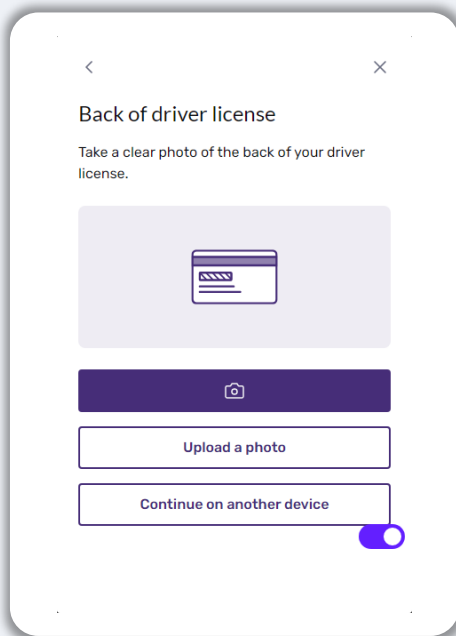 Back of driver license
Take a clear photo of the back of your driver
license.
Upload a photo
Continue on another device